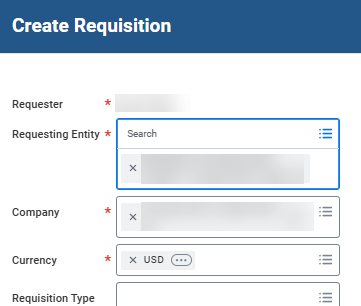 Create Requisition
Requester *
Requesting Entity * Search
×
Company * ×
Currency * × USD ...
Requisition Type